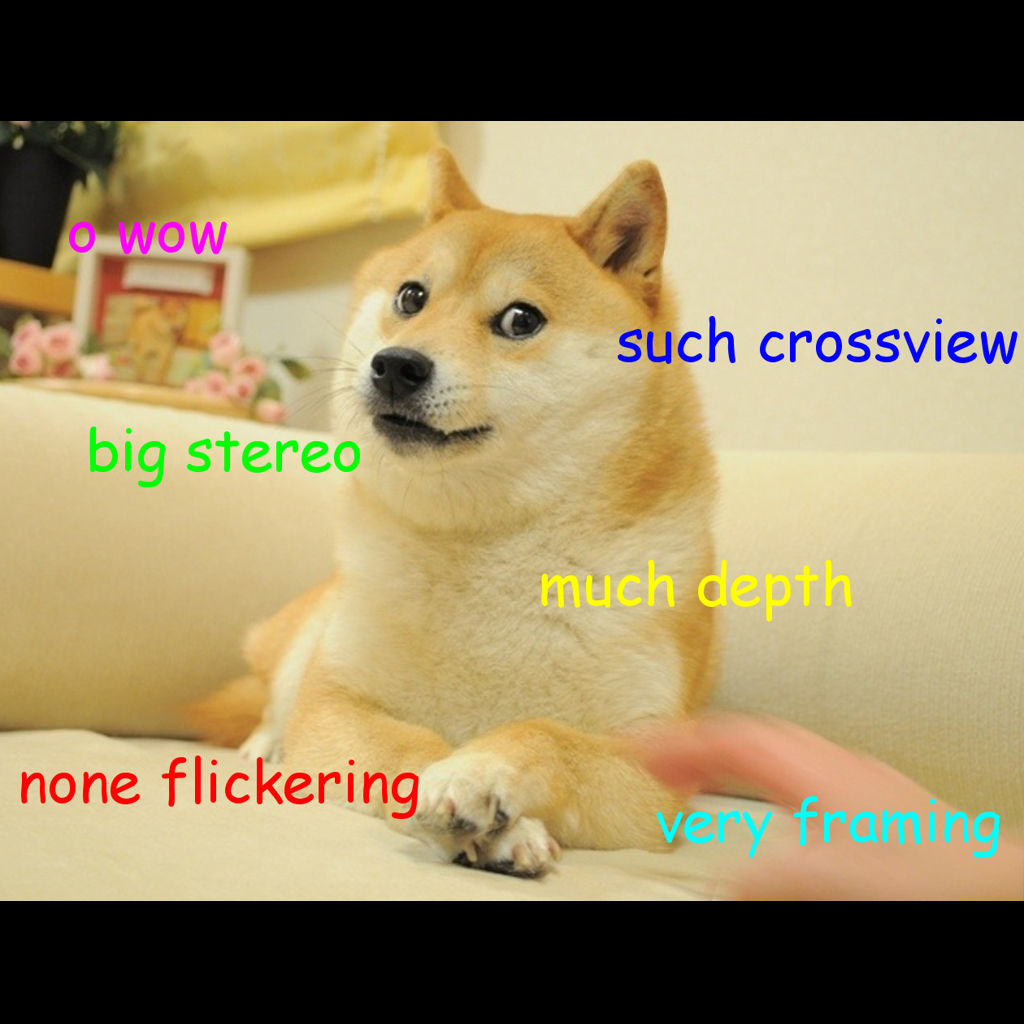 o wow
such crossview
big stereo
much depth
none flickering
very framing